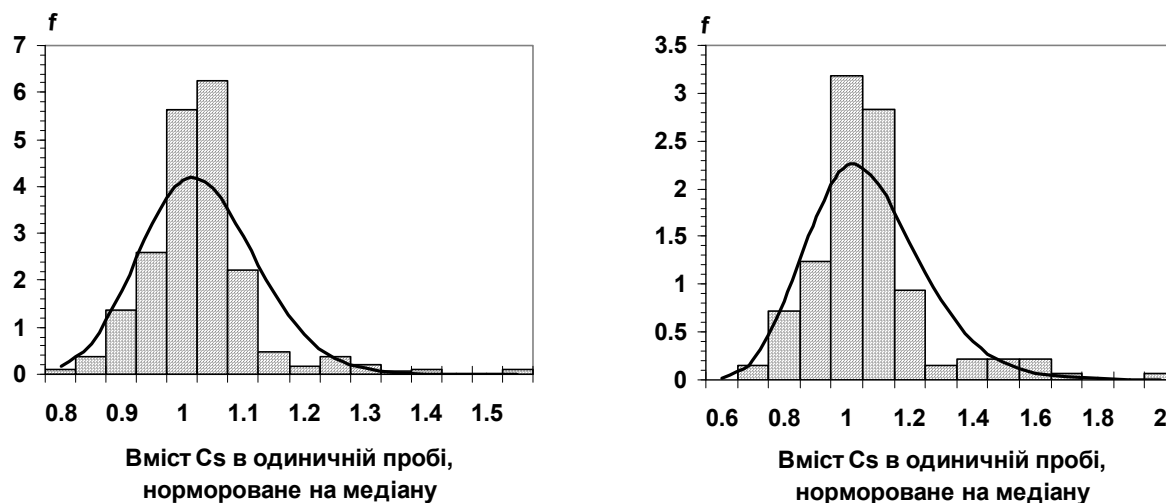 f
7
6
5
4
3
2
1
0
0.8 0.9 1 1.1 1.2 1.3 1.4 1.5
Вміст Cs в одиничній пробі,
норморование на медіану
f
3.5
3
2.5
2
1.5
1
0.5
0
0.6 0.8 1 1.2 1.4 1.6 1.8 2
Вміст Cs в одиничній пробі,
нормороване на медіану